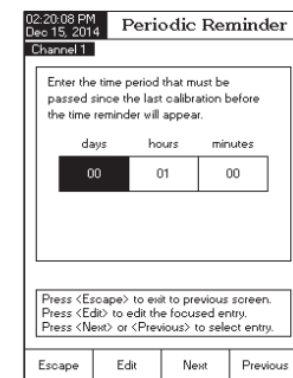 02:20:08 PM
Dec 15, 2014
Periodic Reminder
Channel 1
Enter the time period that must be
passed since the last calibration before
the time reminder will appear.
days hours minutes
00 01 00
Press <Escape> to exit to previous screen.
Press <Edit> to edit the focused entry.
Press <Next> or <Previous> to select entry.
Escape Edit Next Previous